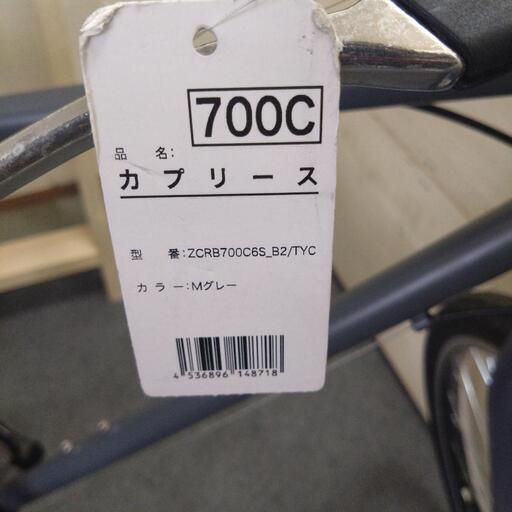 700C
品 名:
カプリース
型 番:ZCRB700C6S_B2/TYC
カラー:Mグレー
4 536896 148718